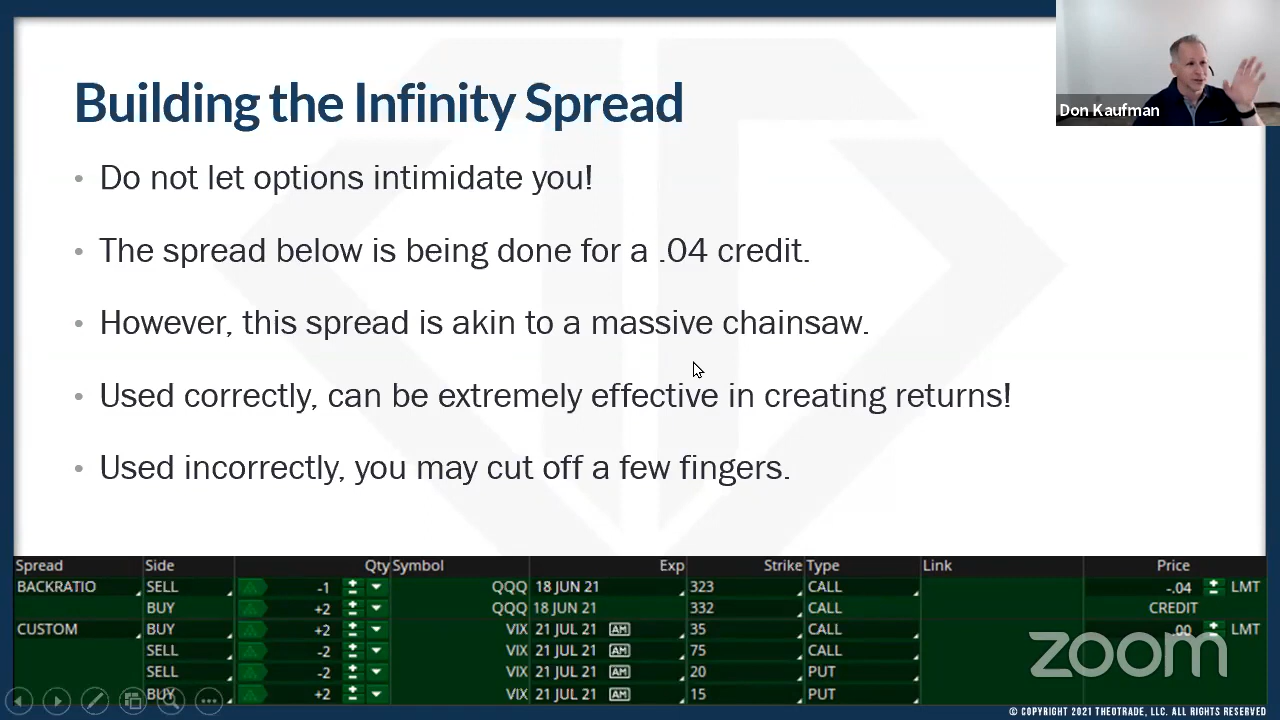 Don Kaufman
Building the Infinity Spread
• Do not let options intimidate you!
• The spread below is being done for a .04 credit.
• However, this spread is akin to a massive chainsaw.
• Used correctly, can be extremely effective in creating returns!
• Used incorrectly, you may cut off a few fingers.
Spread Side Qty Symbol Exp Strike Type Link Price
BACKRATIO SELL -1 QQQ 18 JUN 21 323 CALL -.04 LMT
BUY +2 QQQ 18 JUN 21 332 CALL CREDIT
CUSTOM BUY +2 VIX 21 JUL 21 AM 35 CALL .00 LMT
SELL -2 VIX 21 JUL 21 AM 75 CALL
SELL -2 VIX 21 JUL 21 AM 20 PUT
BUY +2 VIX 21 JUL 21 AM 15 PUT
zoom
© COPYRIGHT 2021 THEOTRADE, LLC. ALL RIGHTS RESERVED